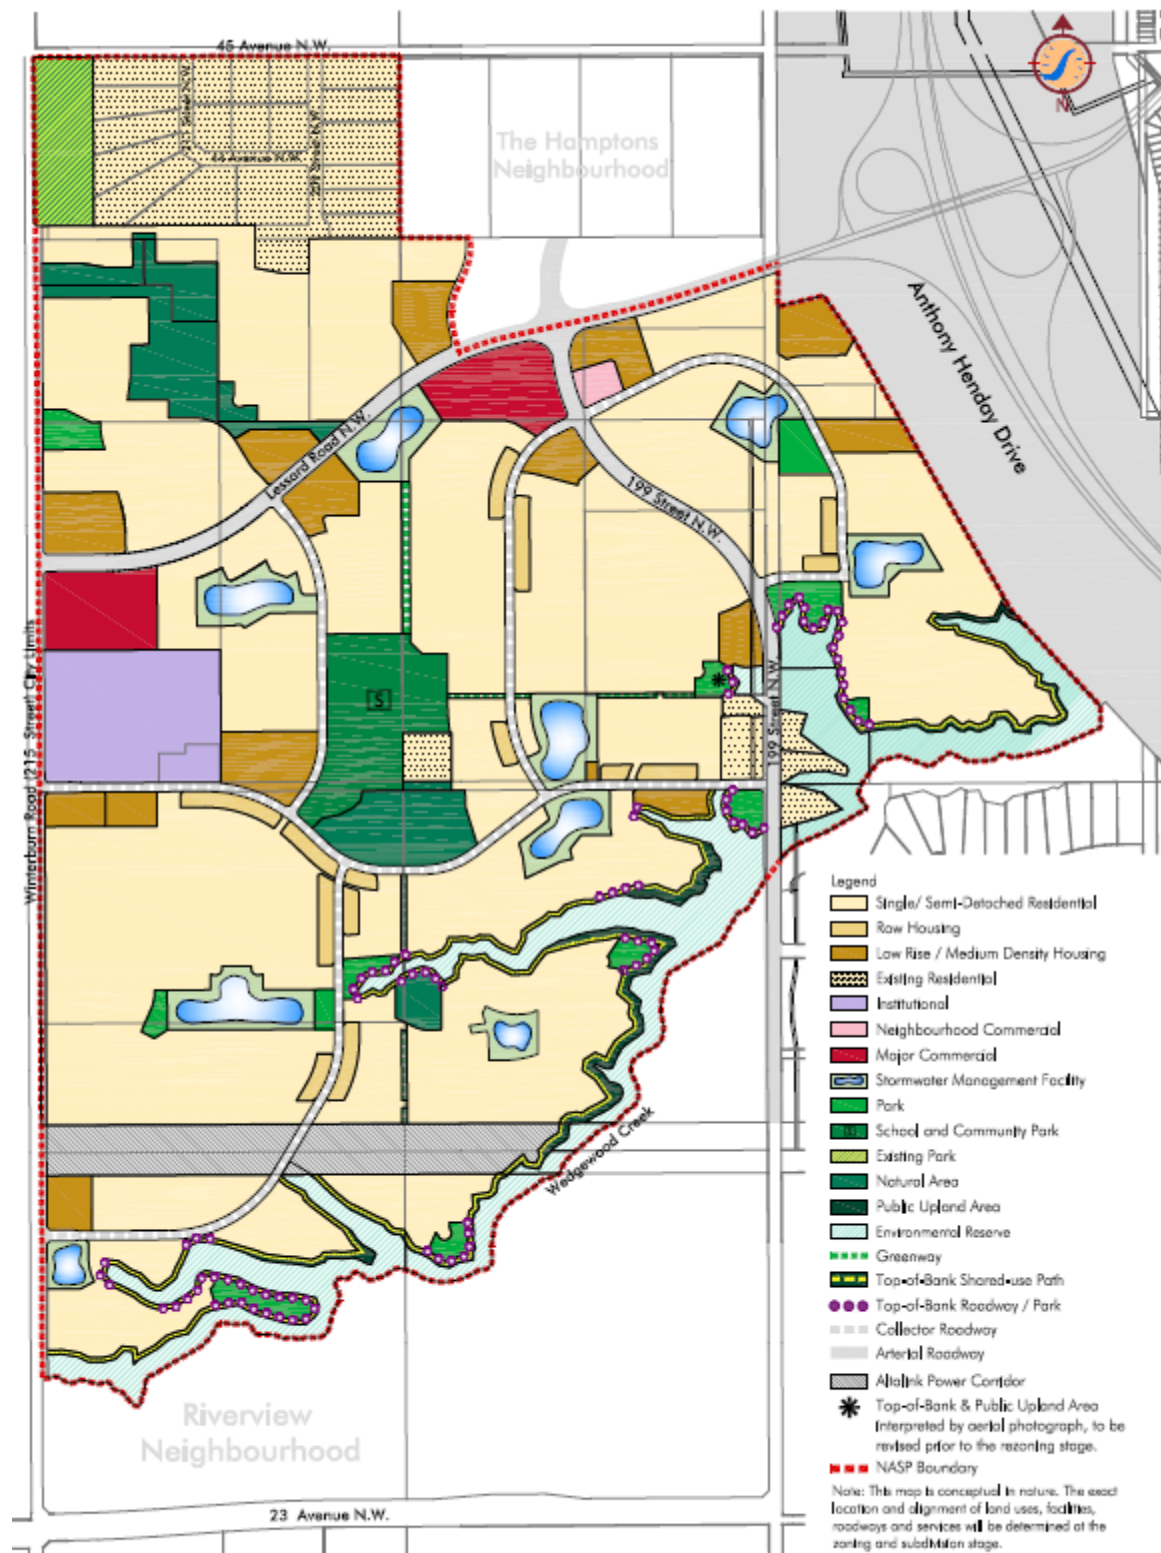 45 Avenue N.W.
N
217 Street N.W.
44 Avenue N.W.
The Hamptons
Neighbourhood
Anthony Henday Drive
Lessard Road N.W.
199 Street N.W.
Winterburn Road (215 Street) City Limits
S
199 Street N.W.
Wedgewood Creek
Riverview
Neighbourhood
23 Avenue N.W.
Legend
Single/ Semi-Detached Residential
Row Housing
Low Rise / Medium Density Housing
Existing Residential
Institutional
Neighbourhood Commercial
Major Commercial
Stormwater Management Facility
Park
S
School and Community Park
Existing Park
Natural Area
Public Upland Area
Environmental Reserve
Greenway
Top-of-Bank Shared-use Path
Top-of-Bank Roadway / Park
Collector Roadway
Arterial Roadway
Altalink Power Corridor
Top-of-Bank & Public Upland Area
interpreted by aerial photograph, to be
revised prior to the rezoning stage.
NASP Boundary
Note: This map is conceptual in nature. The exact
location and alignment of land uses, facilities,
roadways and services will be determined at the
zoning and subdivision stage.